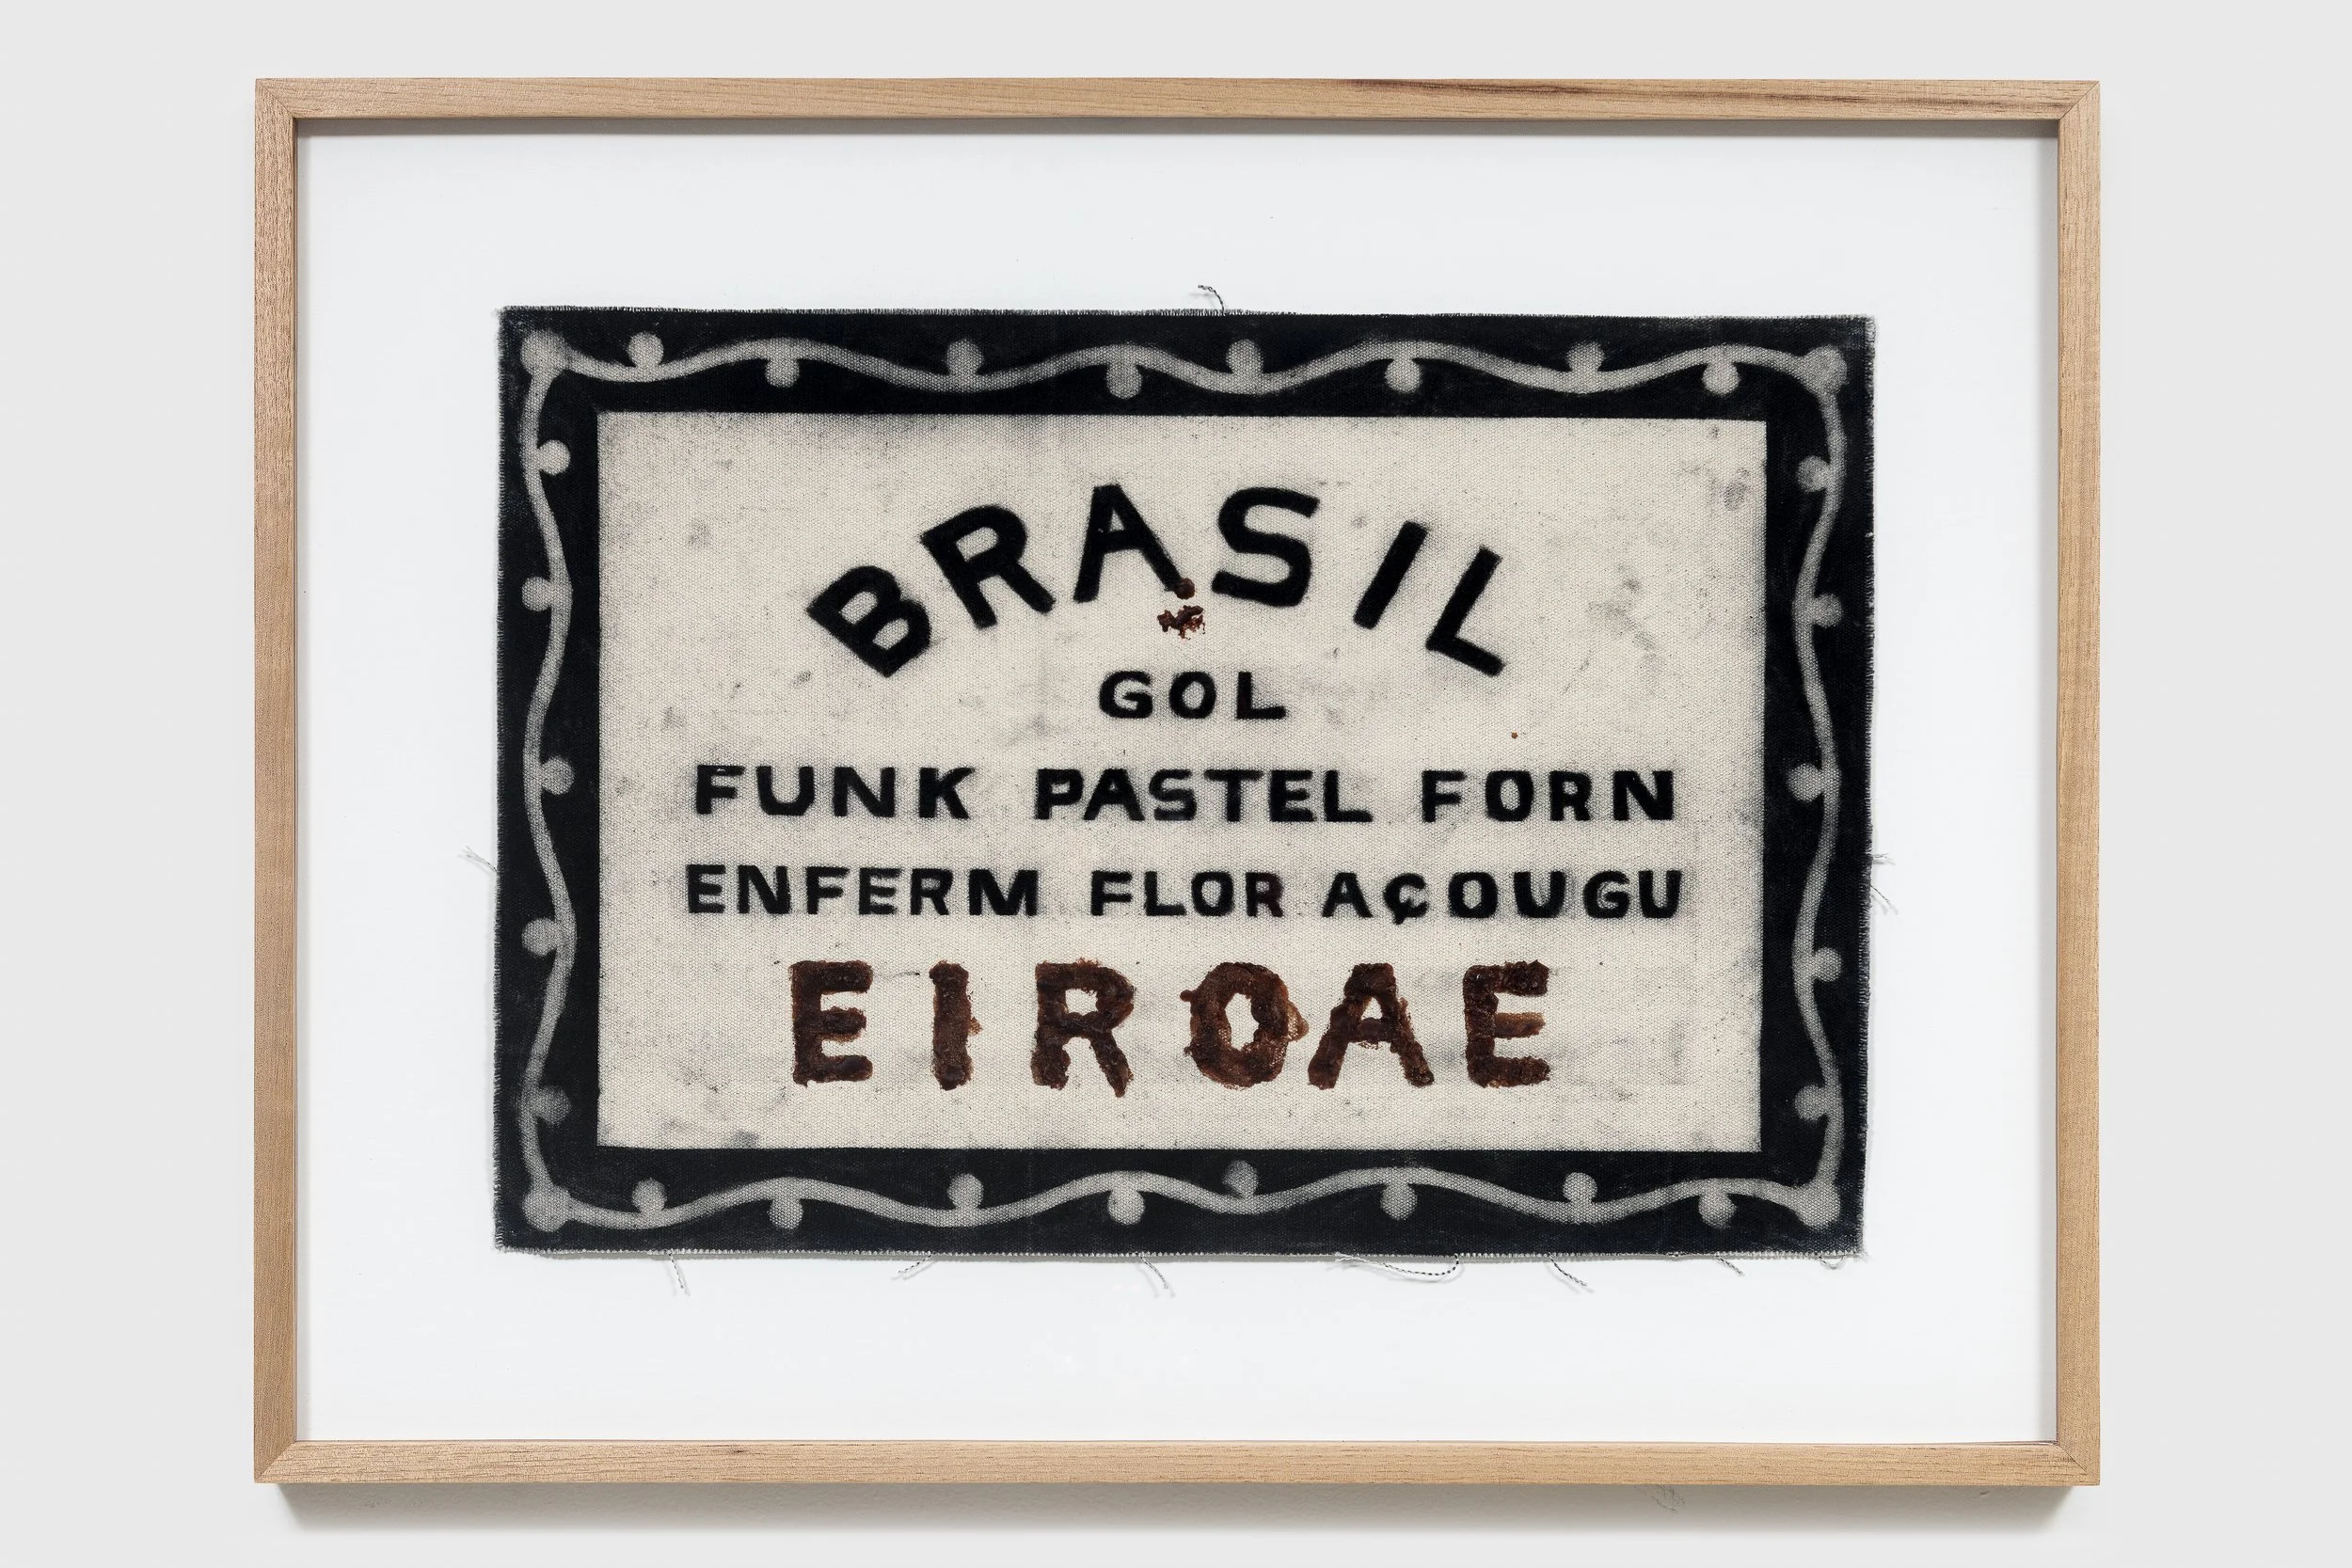 BRASIL
GOL
FUNK PASTEL FORN
ENFERM FLOR AÇOUGU
EIROAE